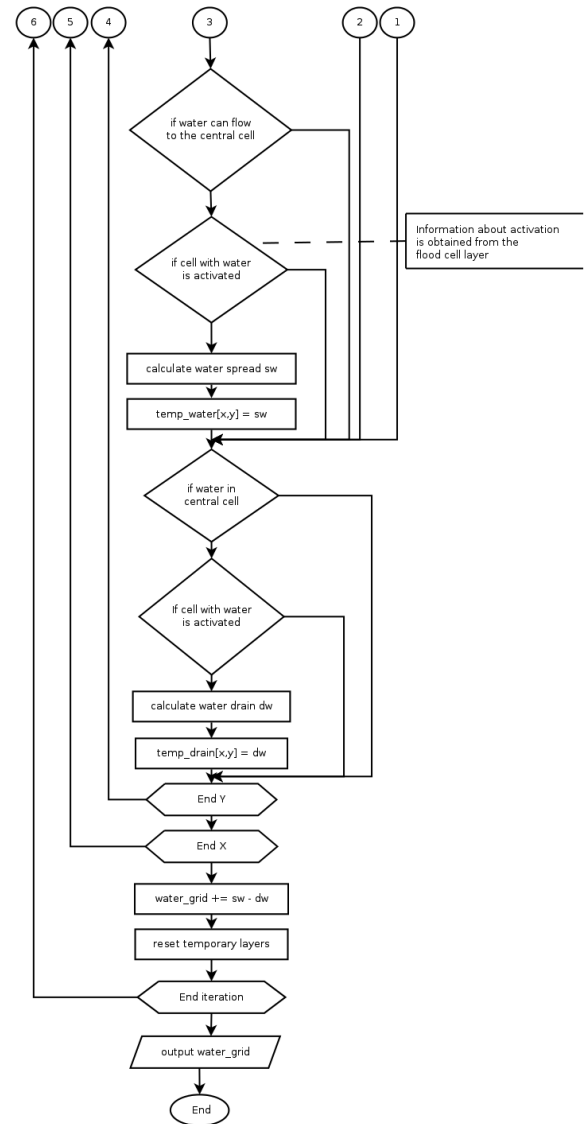 6
5
4
3
2
1
if water can flow
to the central cell
Information about activation
is obtained from the
flood cell layer
if cell with water
is activated
calculate water spread sw
temp_water[x,y] = sw
if water in
central cell
If cell with water
is activated
calculate water drain dw
temp_drain[x,y] = dw
End Y
End X
water_grid += sw - dw
reset temporary layers
End iteration
output water_grid
End